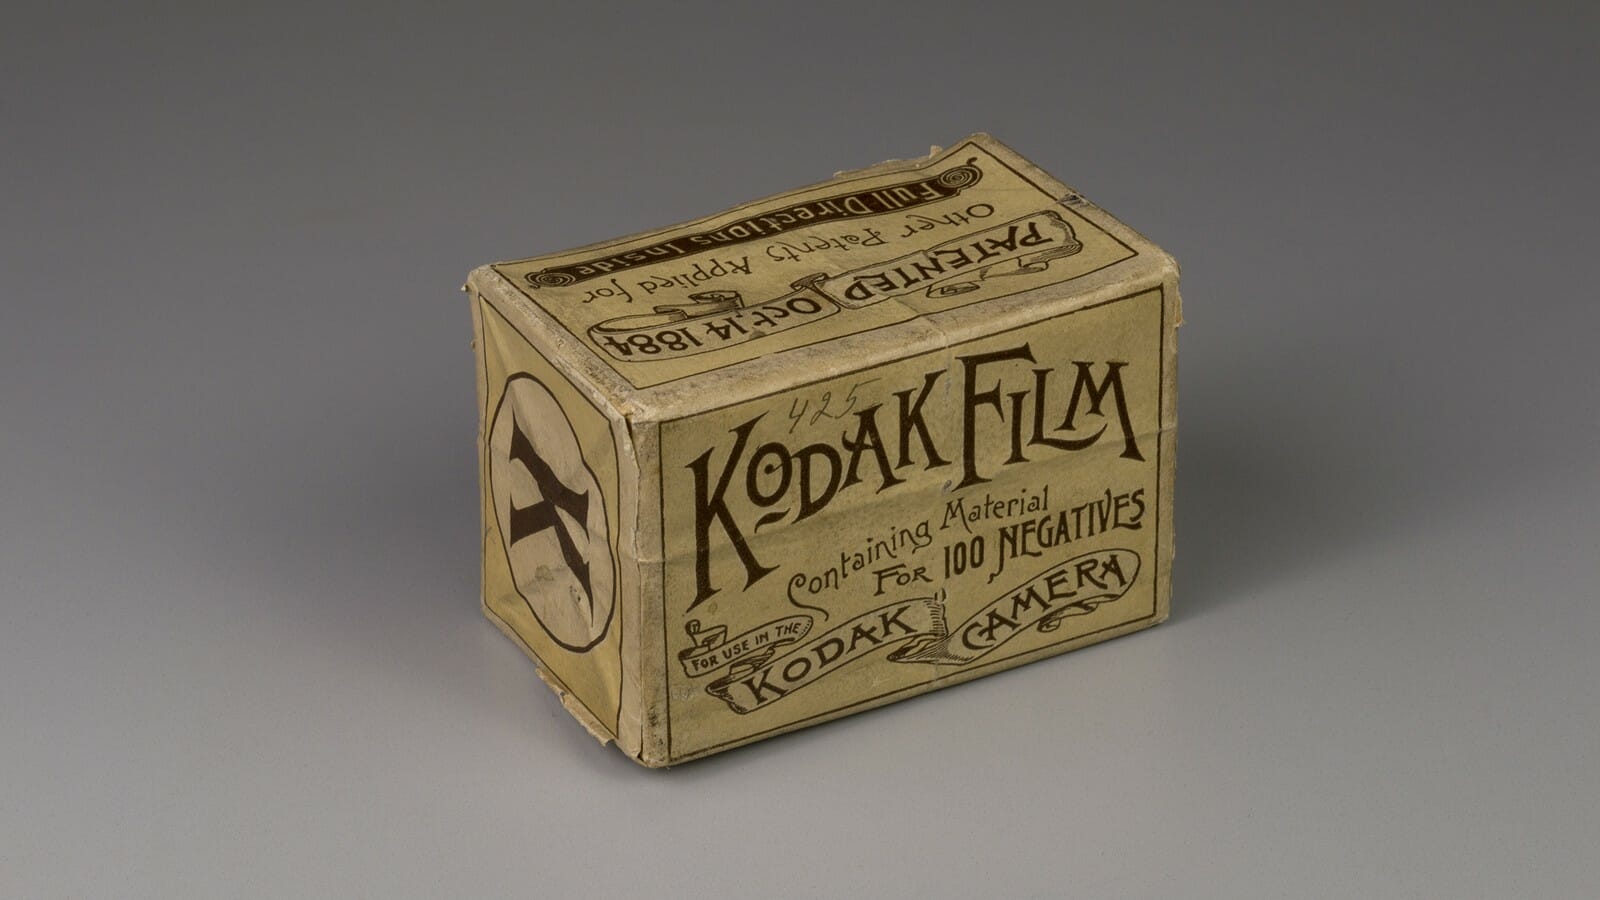 Full Directions Inside
Other Patents Applied for
PATENTED Oct. 14 1884
K
425
KODAK FILM
Containing Material
FOR 100 NEGATIVES
FOR USE IN THE
KODAK CAMERA